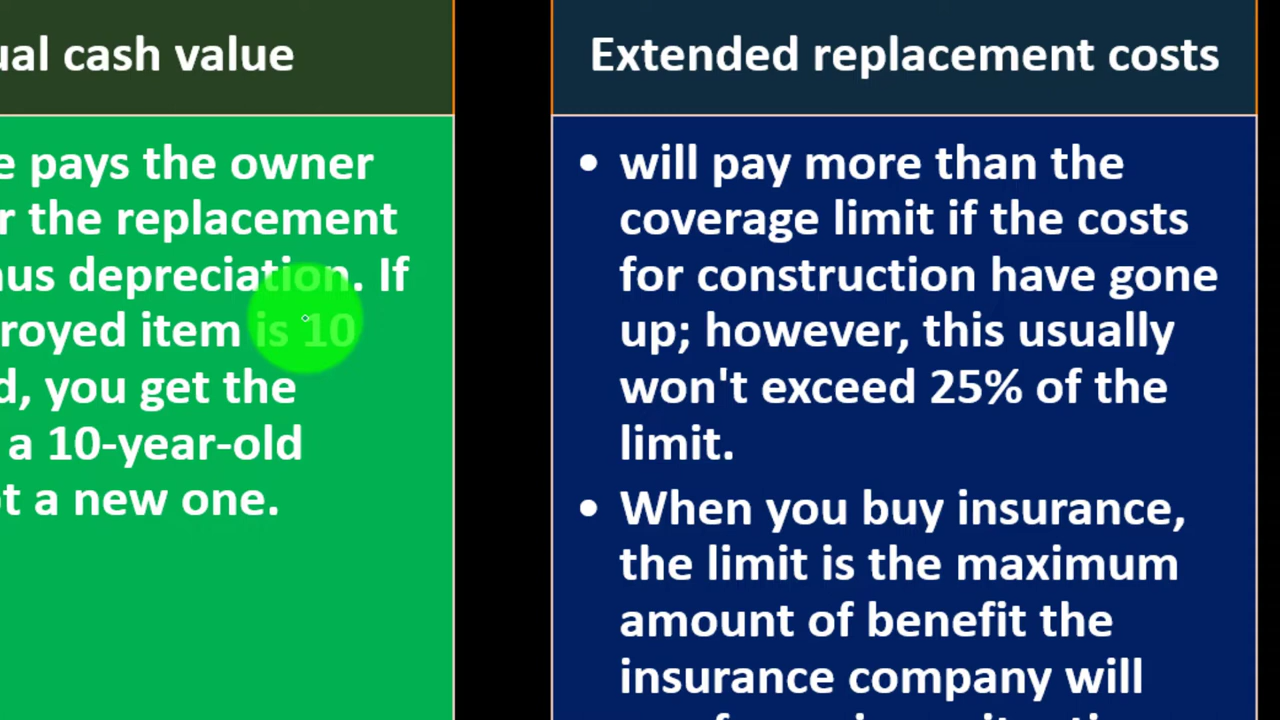 cash value
pays the owner
the replacement
depreciation. If
item is 10
you get the
a 10-year-old
a new one.
Extended replacement costs
• will pay more than the
coverage limit if the costs
for construction have gone
up; however, this usually
won't exceed 25% of the
limit.
• When you buy insurance,
the limit is the maximum
amount of benefit the
insurance company will